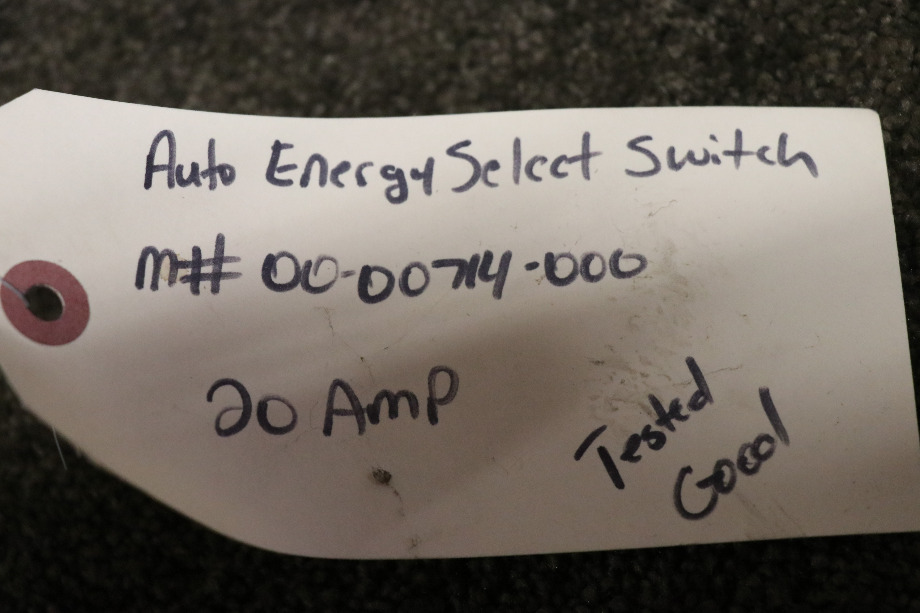 Auto Energy Select Switch
M# 00-00714-000
20 Amp
Tested
Good